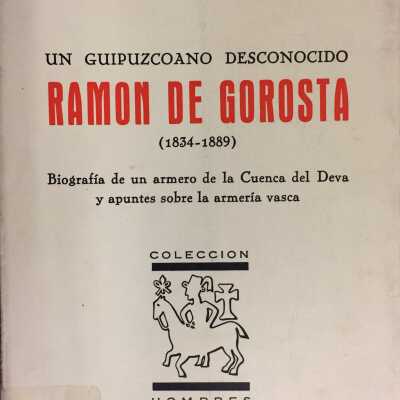 UN GUIPUZCOANO DESCONOCIDO
RAMON DE GOROSTA
(1834-1889)
Biografía de un armero de la Cuenca del Deva
y apuntes sobre la armería vasca
COLECCION
HOMBRES